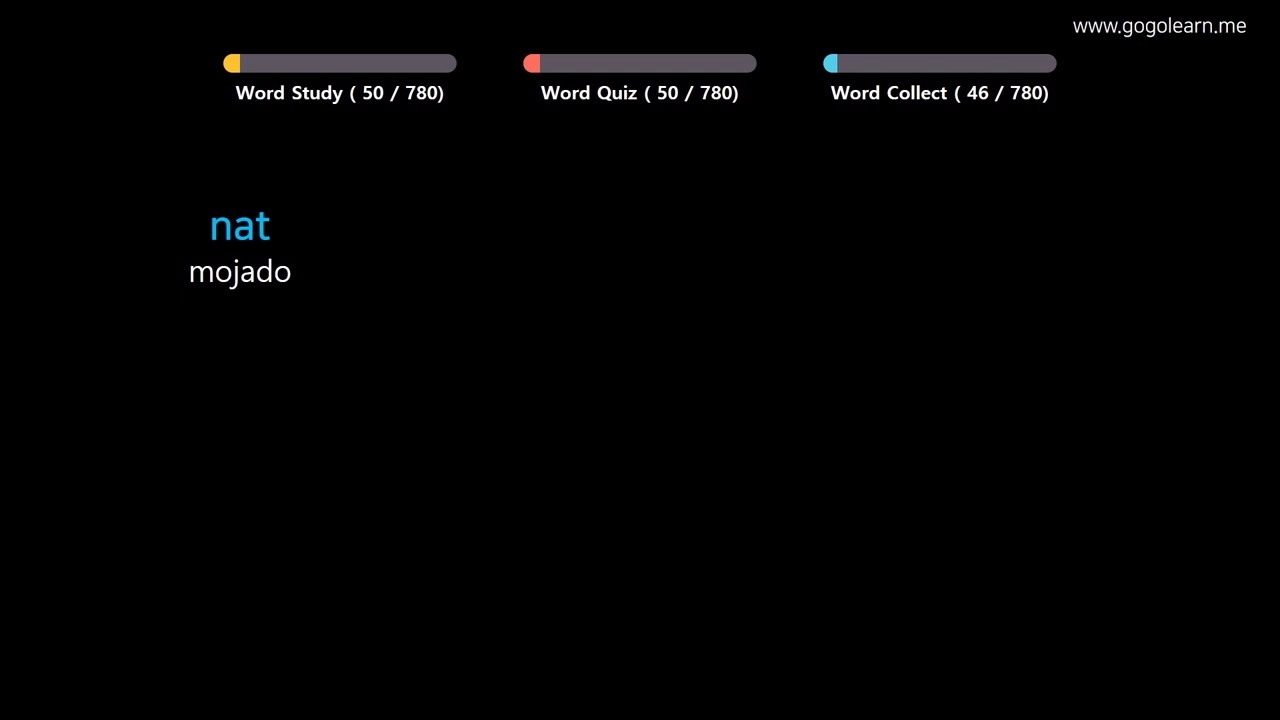 www.gogolearn.me
Word Study ( 50 / 780)
Word Quiz ( 50 / 780)
Word Collect ( 46 / 780)
nat
mojado